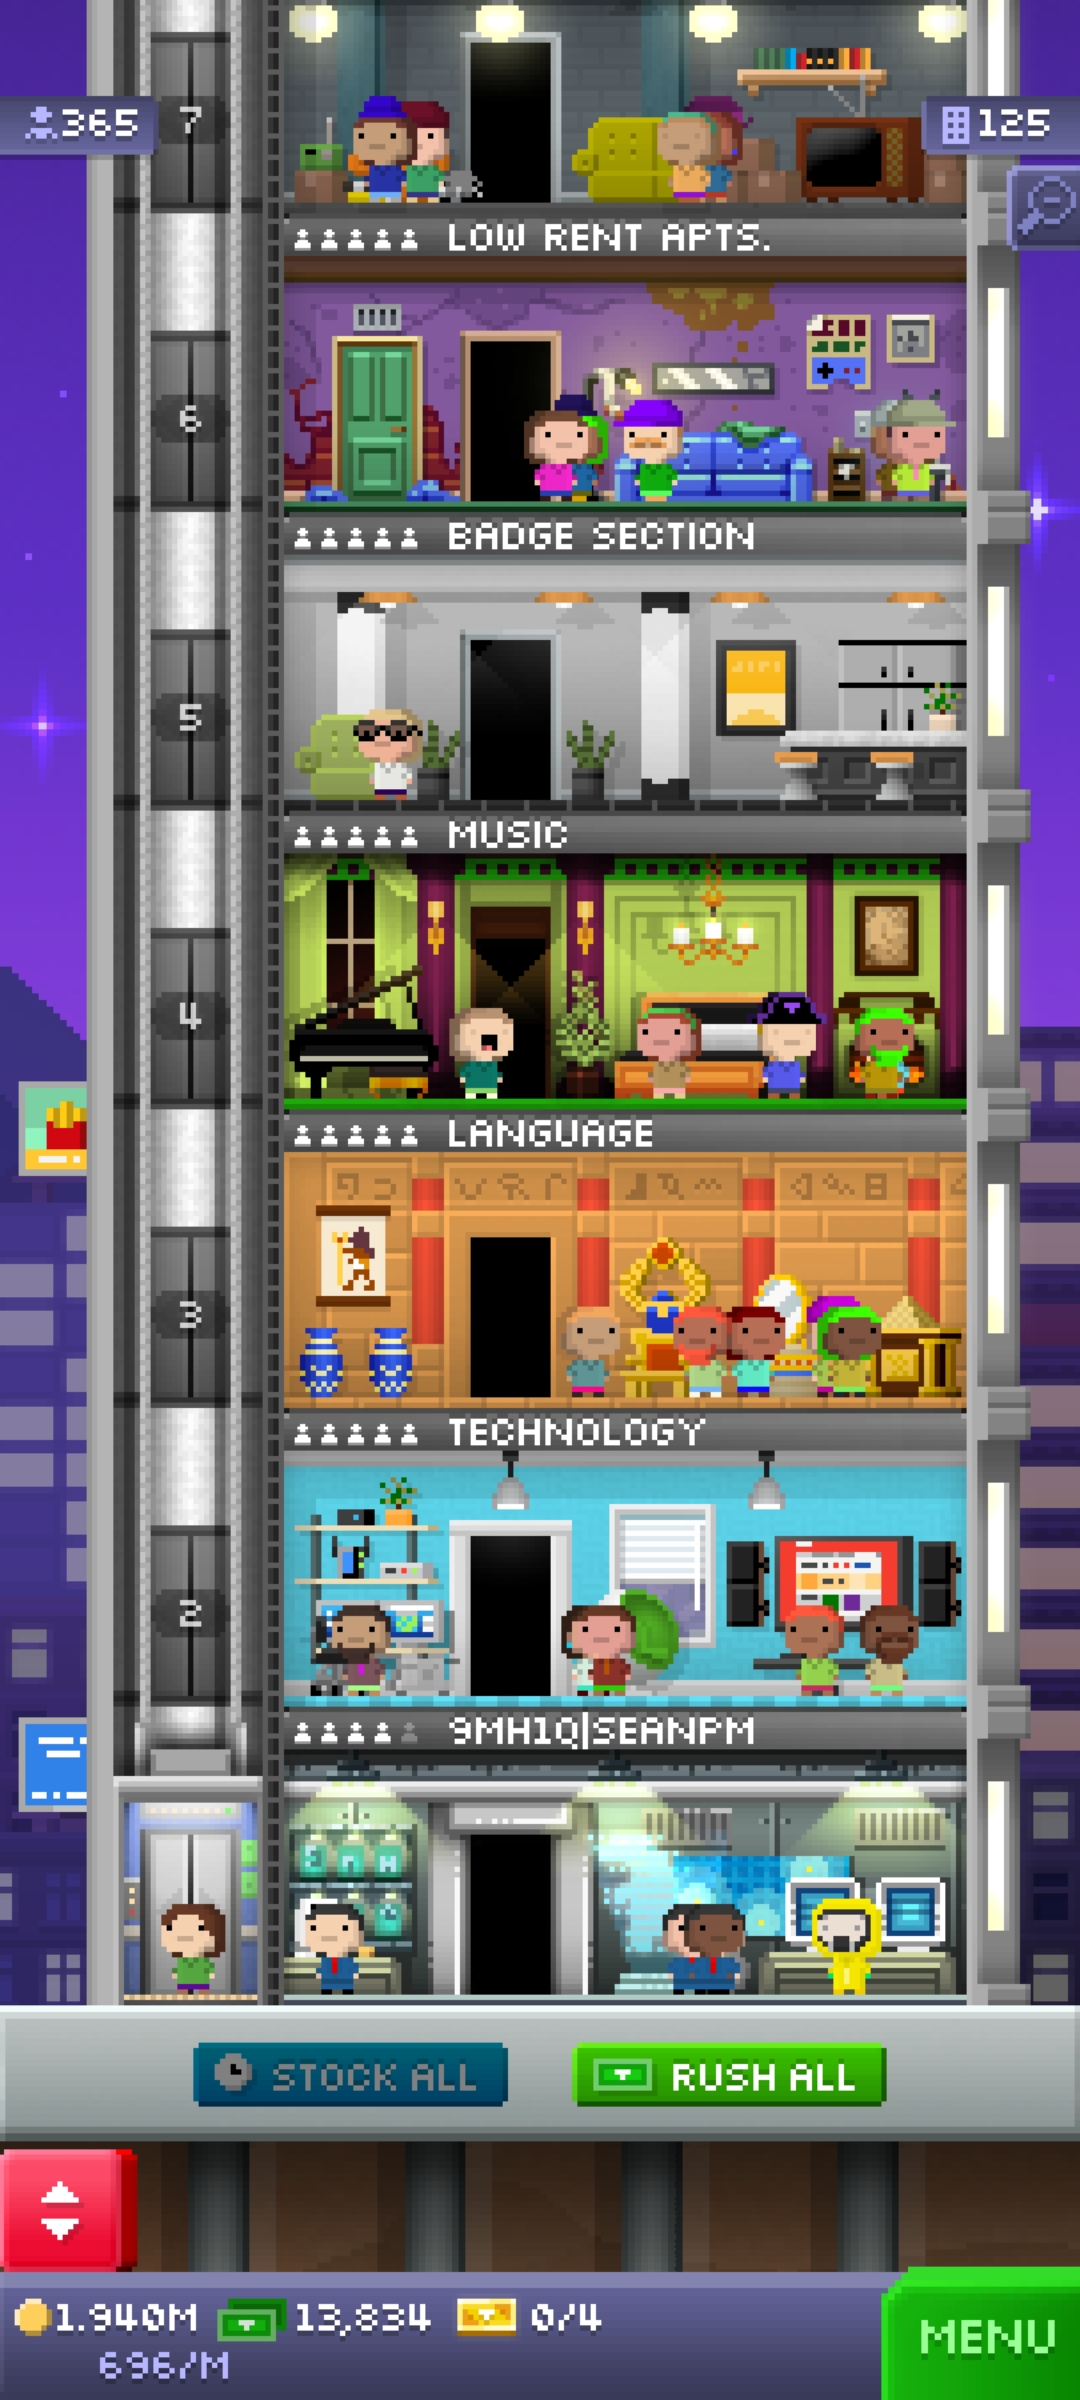 365
7
125
LOW RENT APTS.
6
BADGE SECTION
5
MUSIC
4
LANGUAGE
3
TECHNOLOGY
2
9MH1Q|SEANPM
STOCK ALL
RUSH ALL
1.940M 13,834 0/4
696/M
MENU